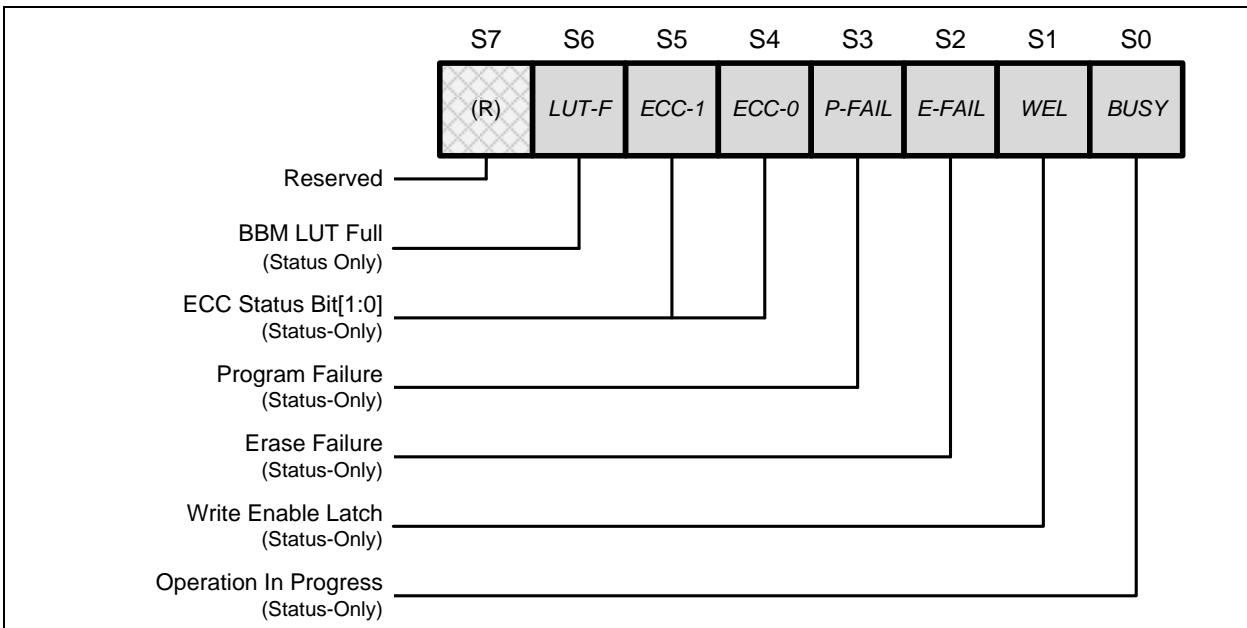 S7 S6 S5 S4 S3 S2 S1 S0
(R) LUT-F ECC-1 ECC-0 P-FAIL E-FAIL WEL BUSY
Reserved
BBM LUT Full
(Status Only)
ECC Status Bit[1:0]
(Status-Only)
Program Failure
(Status-Only)
Erase Failure
(Status-Only)
Write Enable Latch
(Status-Only)
Operation In Progress
(Status-Only)